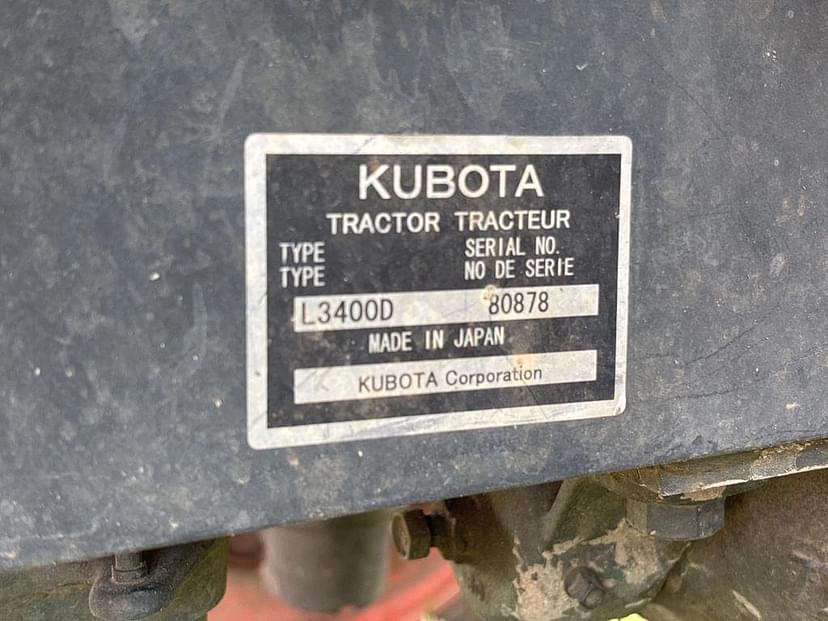 KUBOTA
TRACTOR TRACTEUR
TYPE SERIAL NO.
TYPE NO DE SERIE
L3400D 80878
MADE IN JAPAN
KUBOTA Corporation